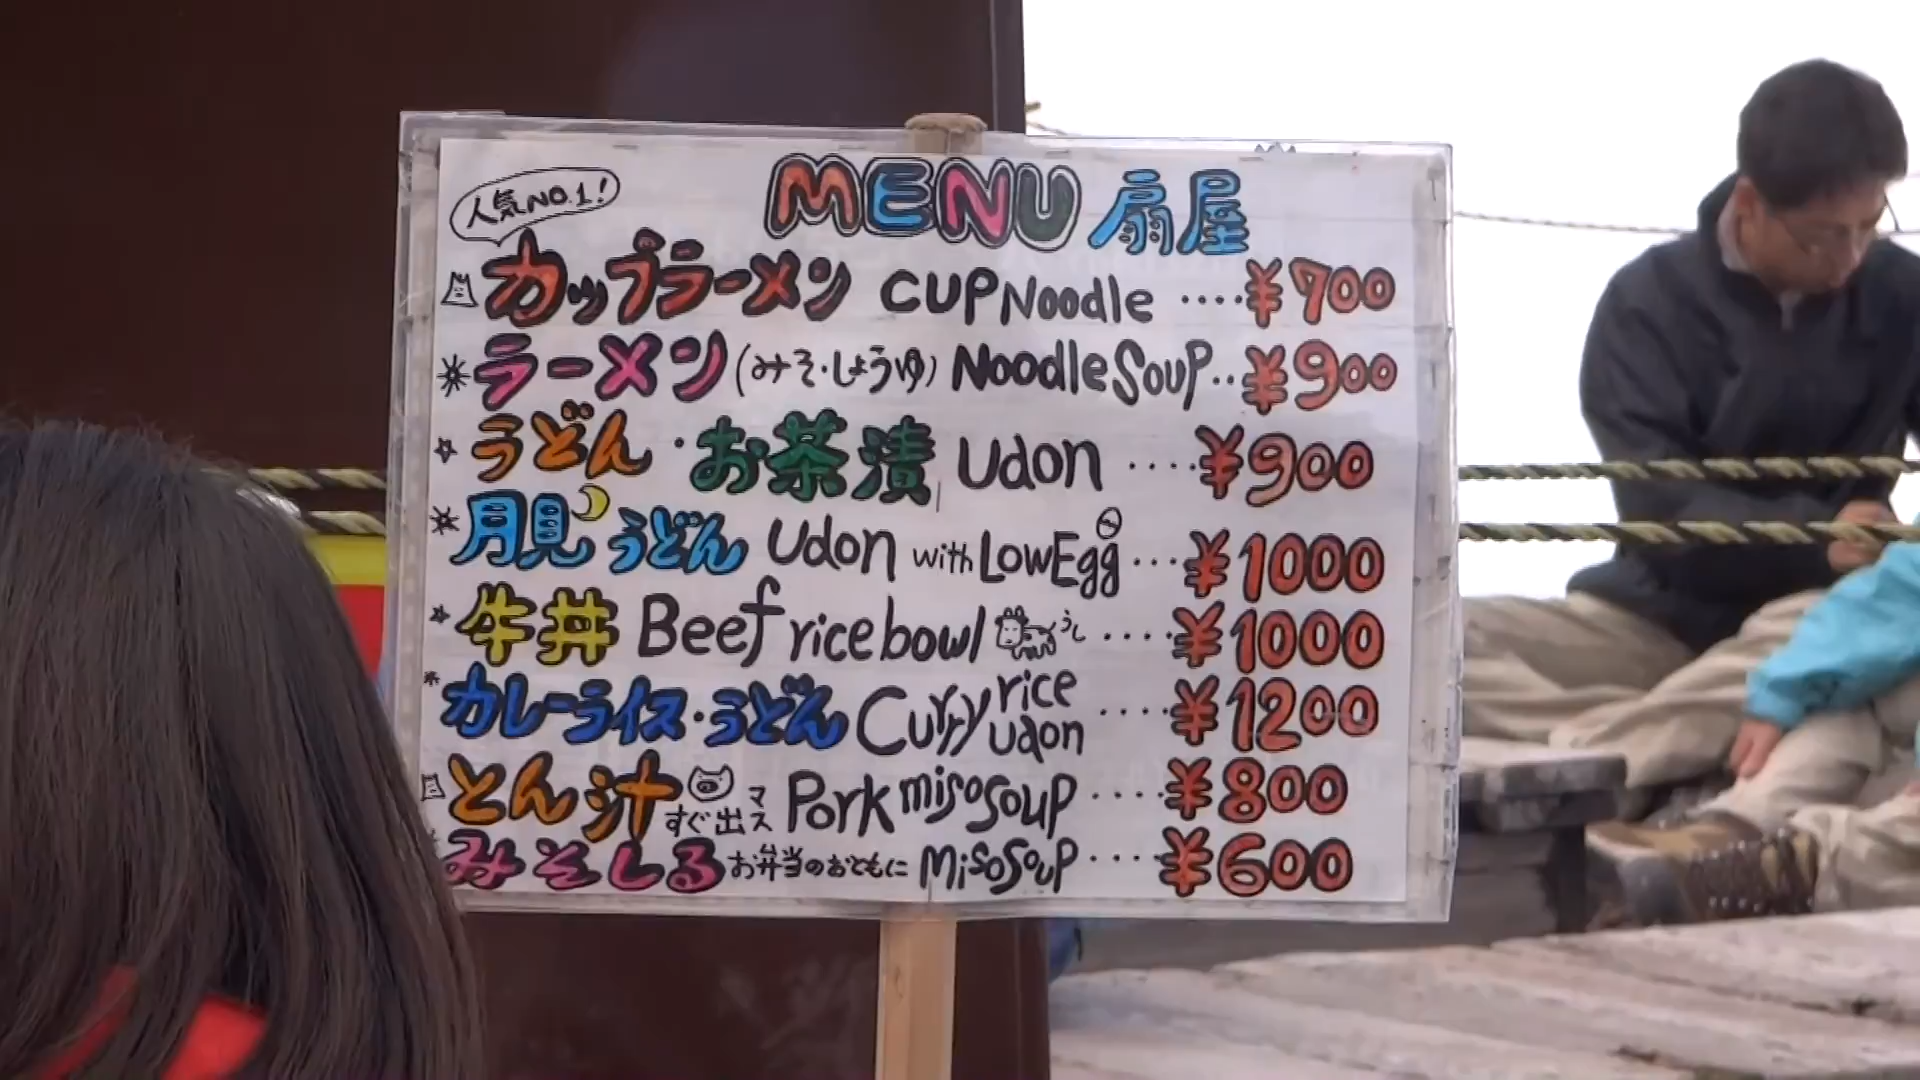 MENU 扇屋
人気NO.1!
カップラーメン CUP Noodle ....¥700
ラーメン(みそ・しょうゆ) Noodle Soup..¥900
うどん・お茶漬 Udon ....¥900
月見うどん Udon with Low Egg ...¥1000
牛丼 Beef rice bowl うし ....¥1000
カレーライス・うどん Curry rice udon ....¥1200
とん汁 すぐ出マス Pork miso soup ....¥800
みそしる お弁当のおともに Miso Soup ....¥600